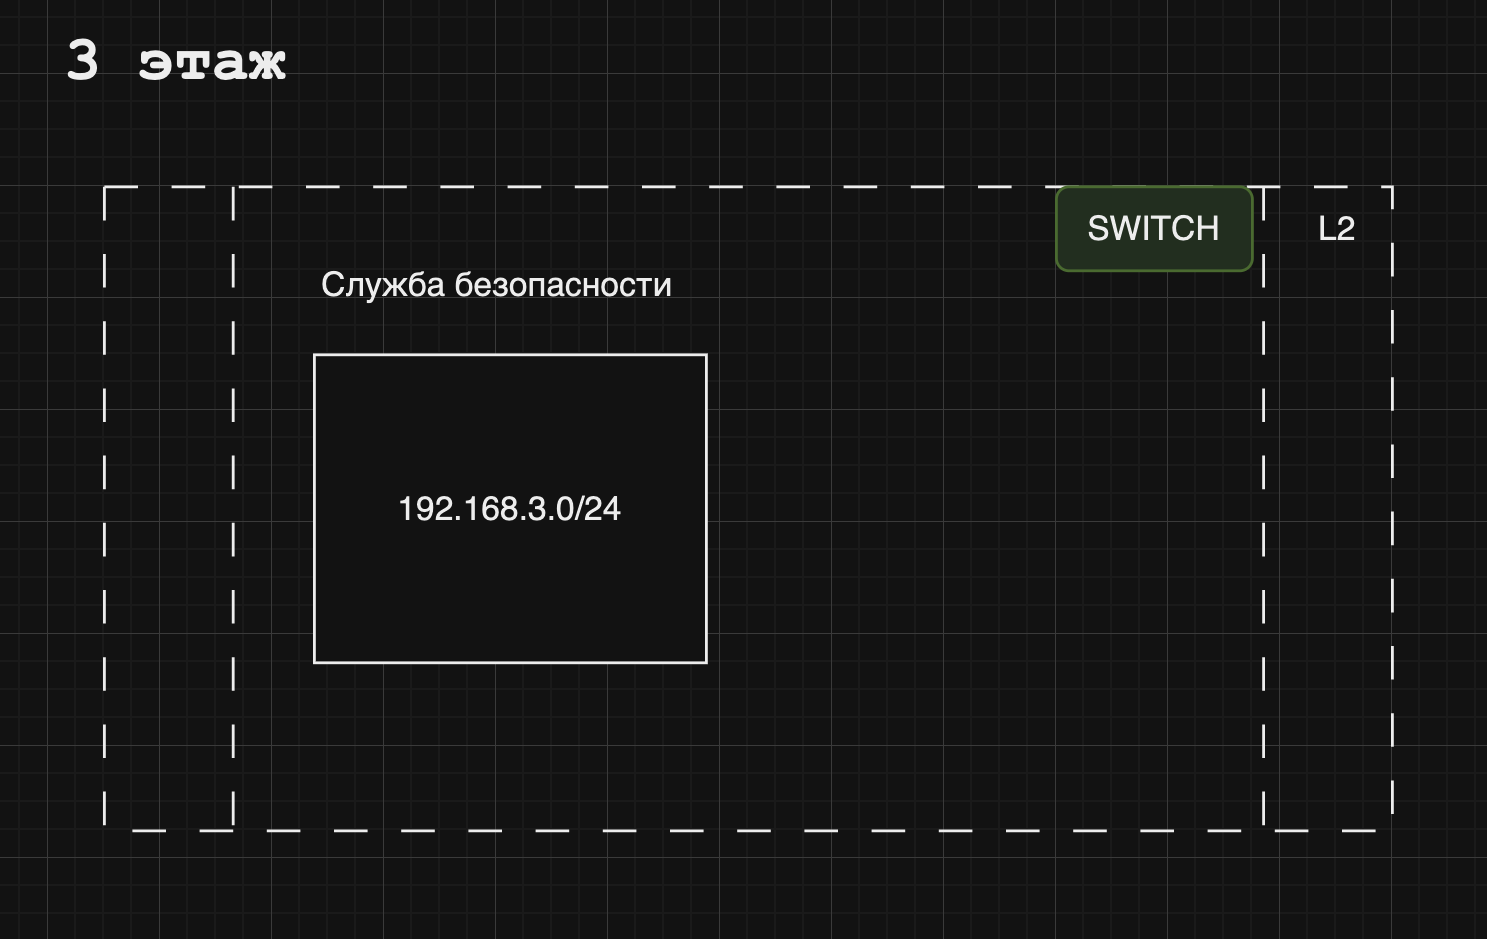 3 этаж
SWITCH
L2
Служба безопасности
192.168.3.0/24